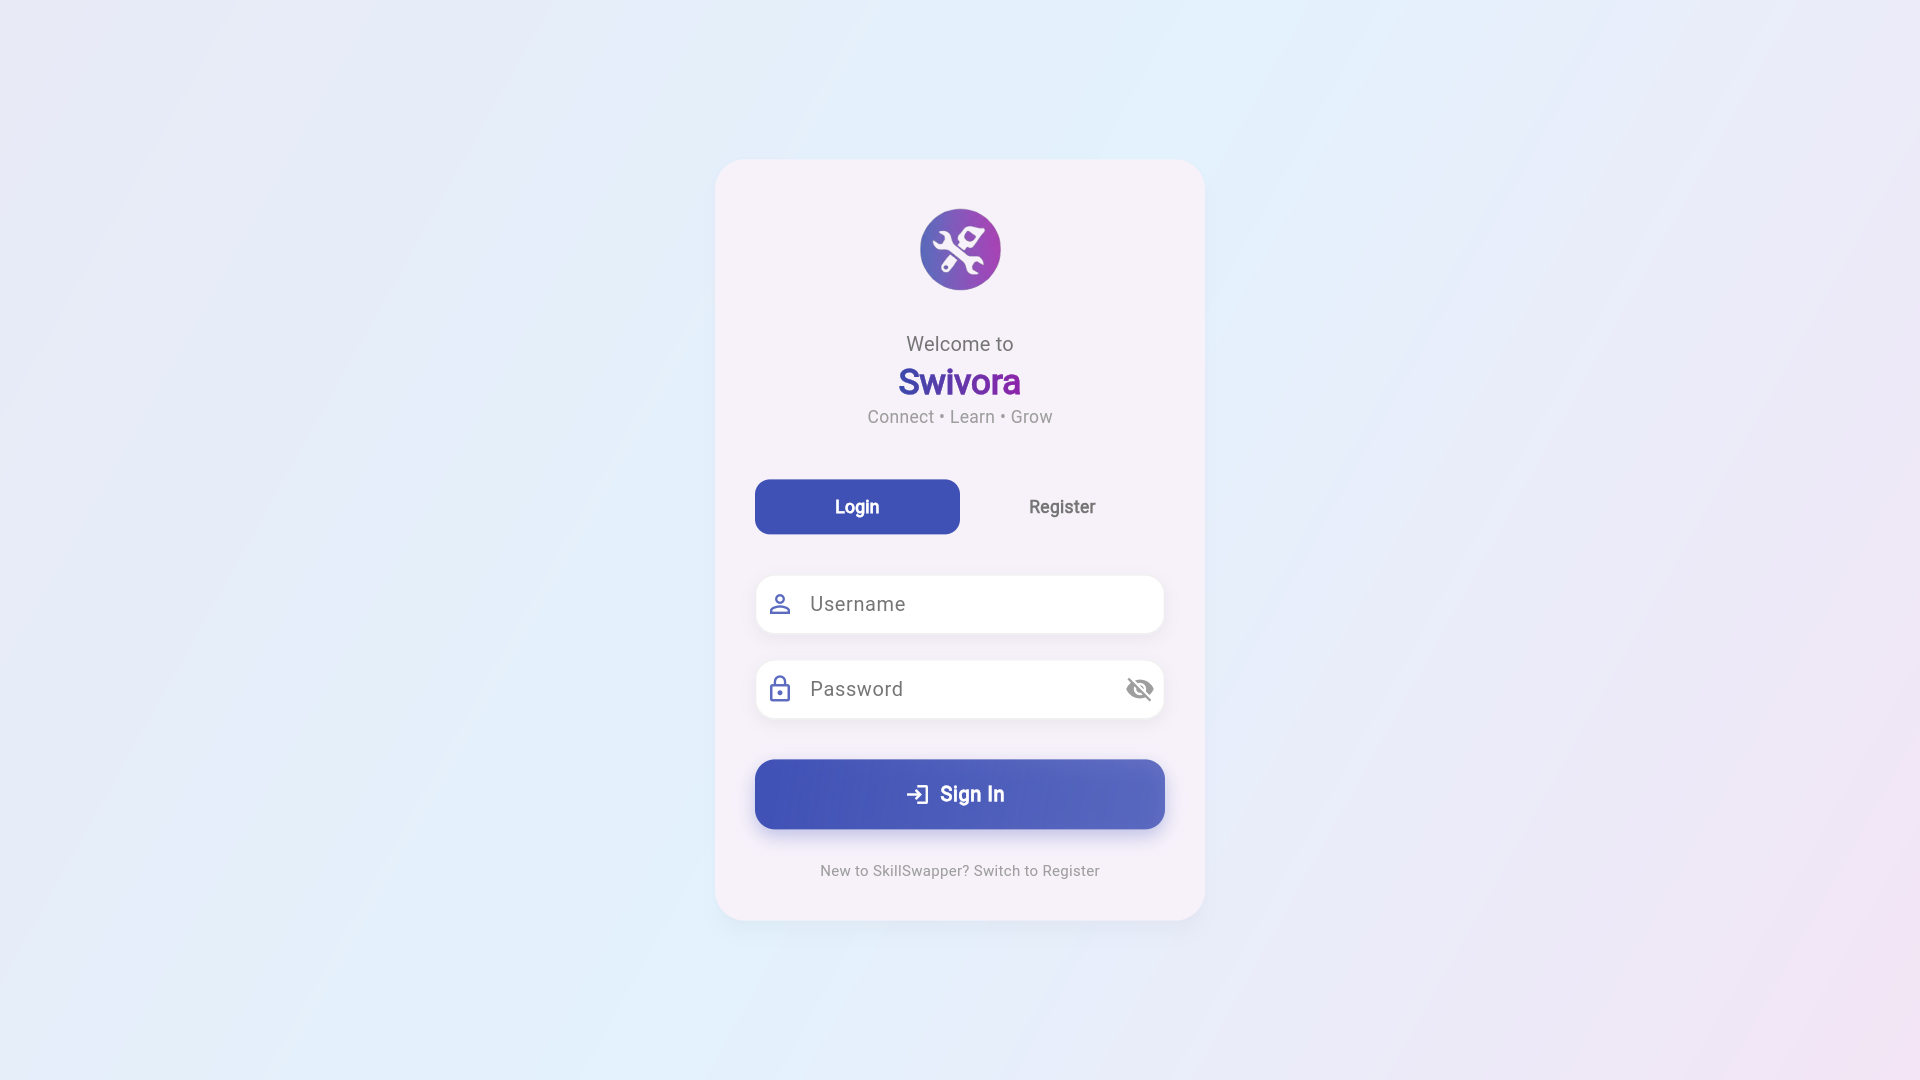 Welcome to
Swivora
Connect • Learn • Grow
Login
Register
Username
Password
Sign In
New to SkillSwapper? Switch to Register